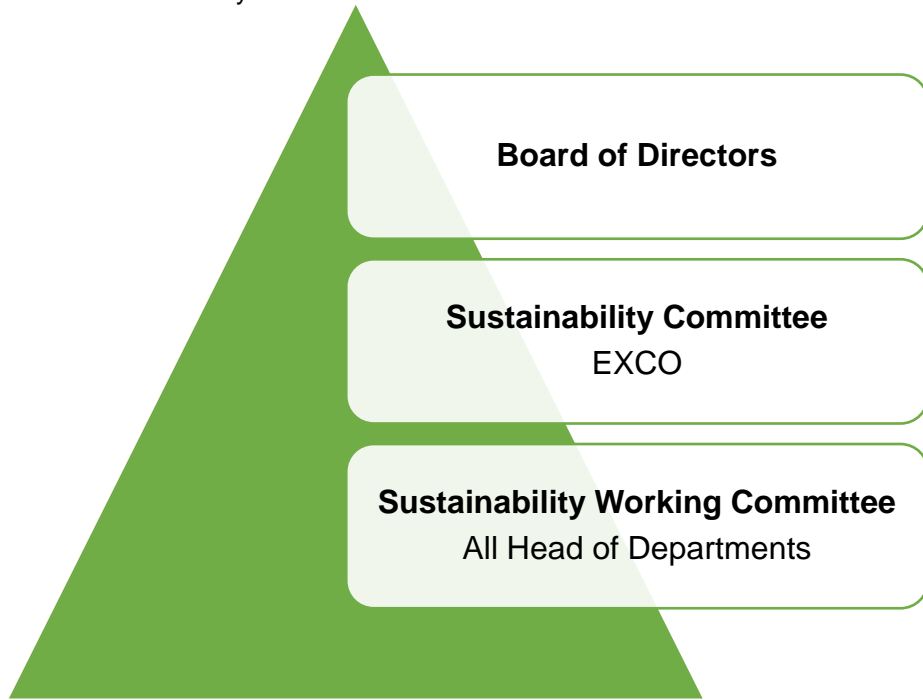 Board of Directors
Sustainability Committee
EXCO
Sustainability Working Committee
All Head of Departments